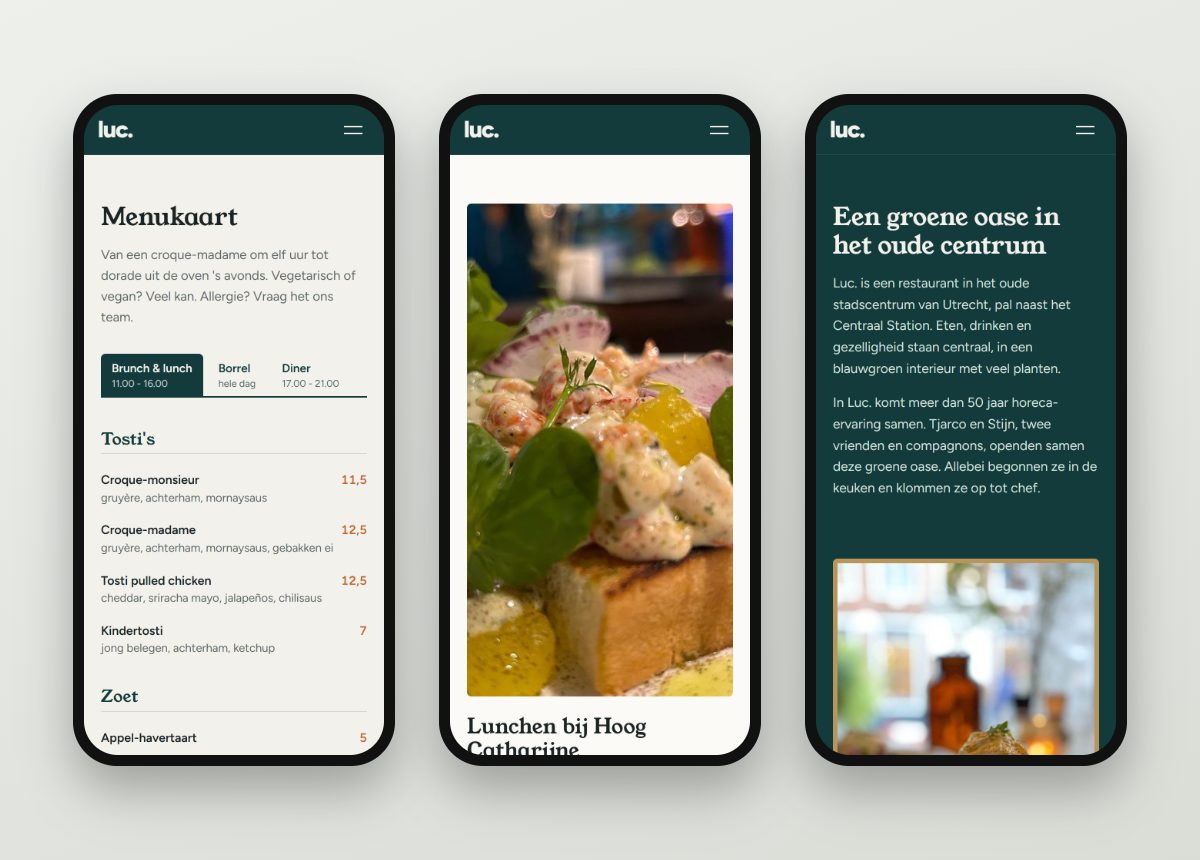 luc.
Menukaart
Van een croque-madame om elf uur tot
dorade uit de oven 's avonds. Vegetarisch of
vegan? Veel kan. Allergie? Vraag het ons
team.
Brunch & lunch
11.00 - 16.00
Borrel
hele dag
Diner
17.00 - 21.00
Tosti's
Croque-monsieur 11,5
gruyère, achterham, mornaysaus
Croque-madame 12,5
gruyère, achterham, mornaysaus, gebakken ei
Tosti pulled chicken 12,5
cheddar, sriracha mayo, jalapeños, chilisaus
Kindertosti 7
jong belegen, achterham, ketchup
Zoet
Appel-havertaart 5
luc.
Lunchen bij Hoog
Catharijne
luc.
Een groene oase in
het oude centrum
Luc. is een restaurant in het oude
stadscentrum van Utrecht, pal naast het
Centraal Station. Eten, drinken en
gezelligheid staan centraal, in een
blauwgroen interieur met veel planten.
In Luc. komt meer dan 50 jaar horeca-
ervaring samen. Tjarco en Stijn, twee
vrienden en compagnons, openden samen
deze groene oase. Allebei begonnen ze in de
keuken en klommen ze op tot chef.